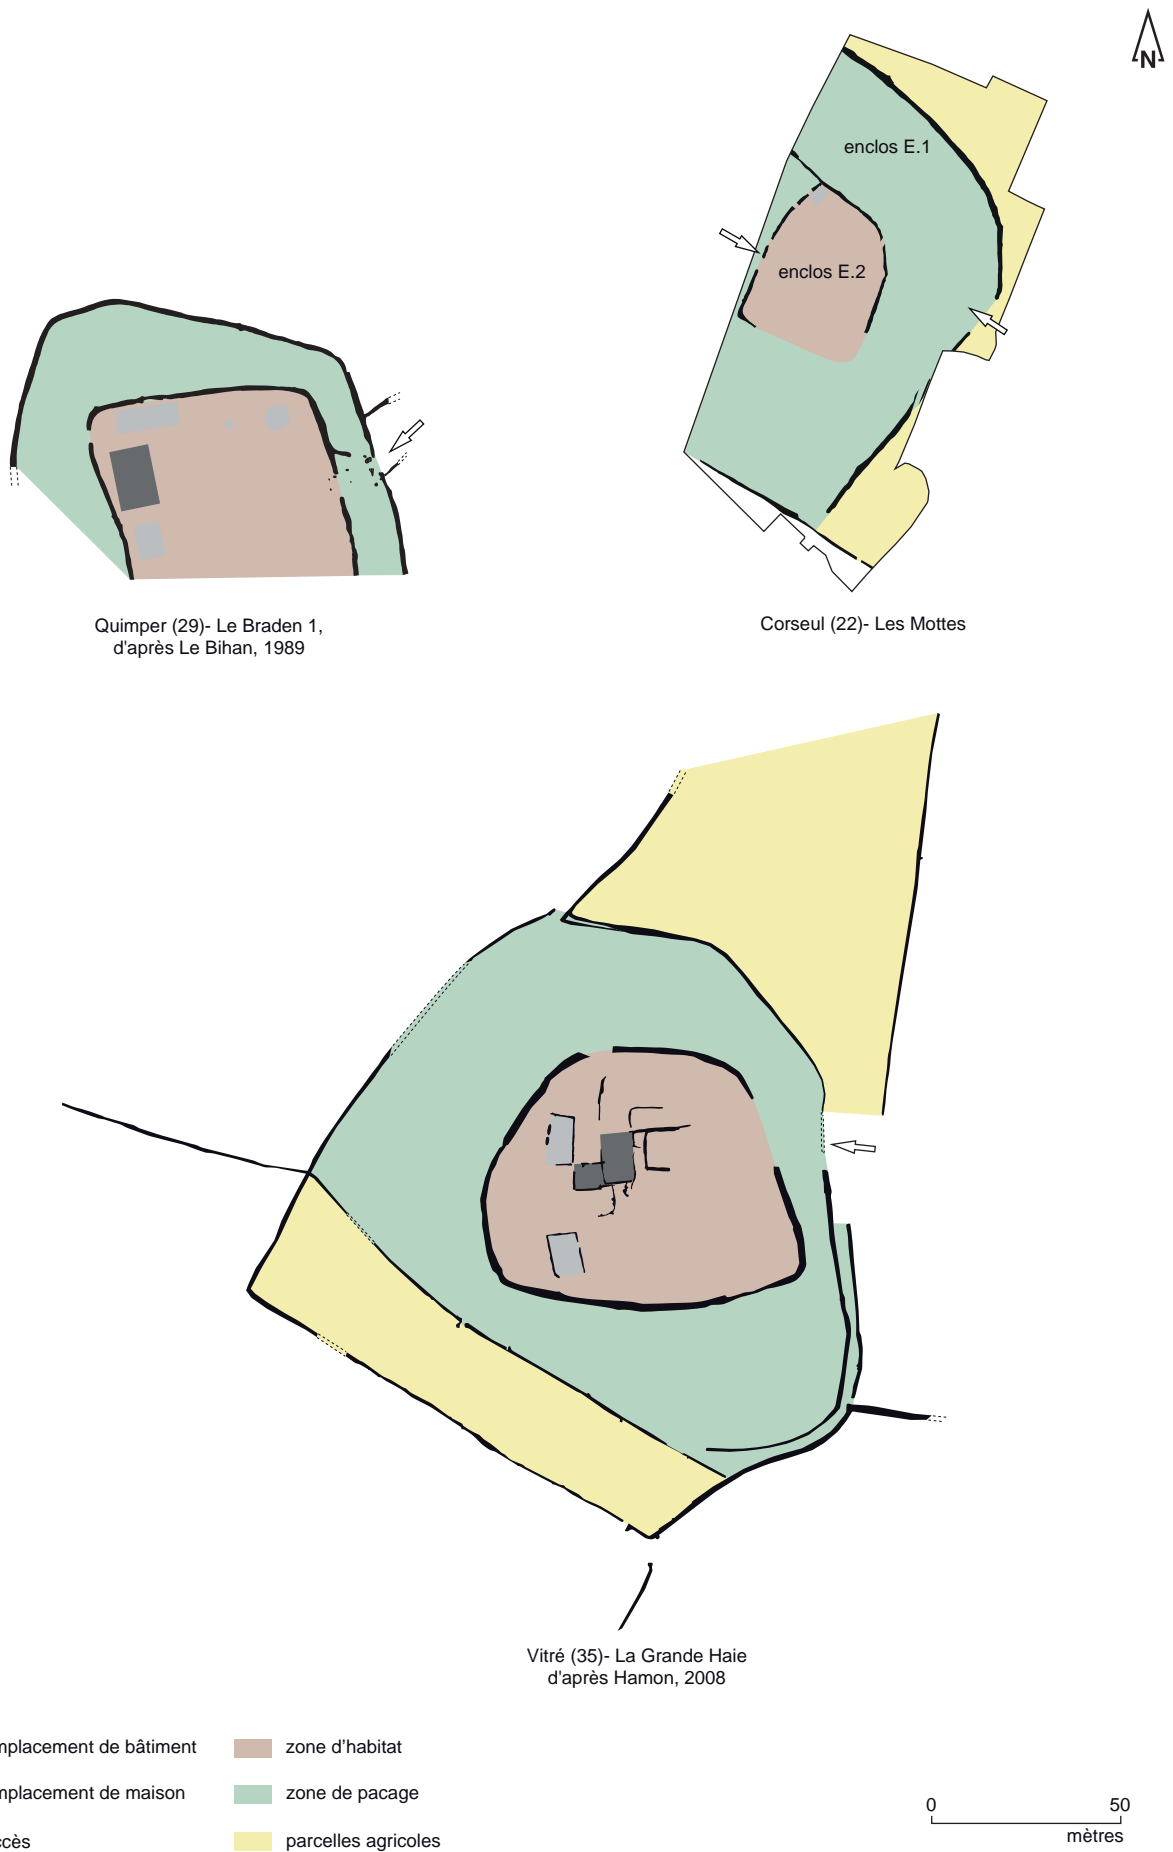 N
enclos E.1
enclos E.2
Quimper (29)- Le Braden 1,
d'après Le Bihan, 1989
Corseul (22)- Les Mottes
Vitré (35)- La Grande Haie
d'après Hamon, 2008
mplacement de bâtiment
zone d’habitat
mplacement de maison
zone de pacage
ccès
parcelles agricoles
0 50
mètres